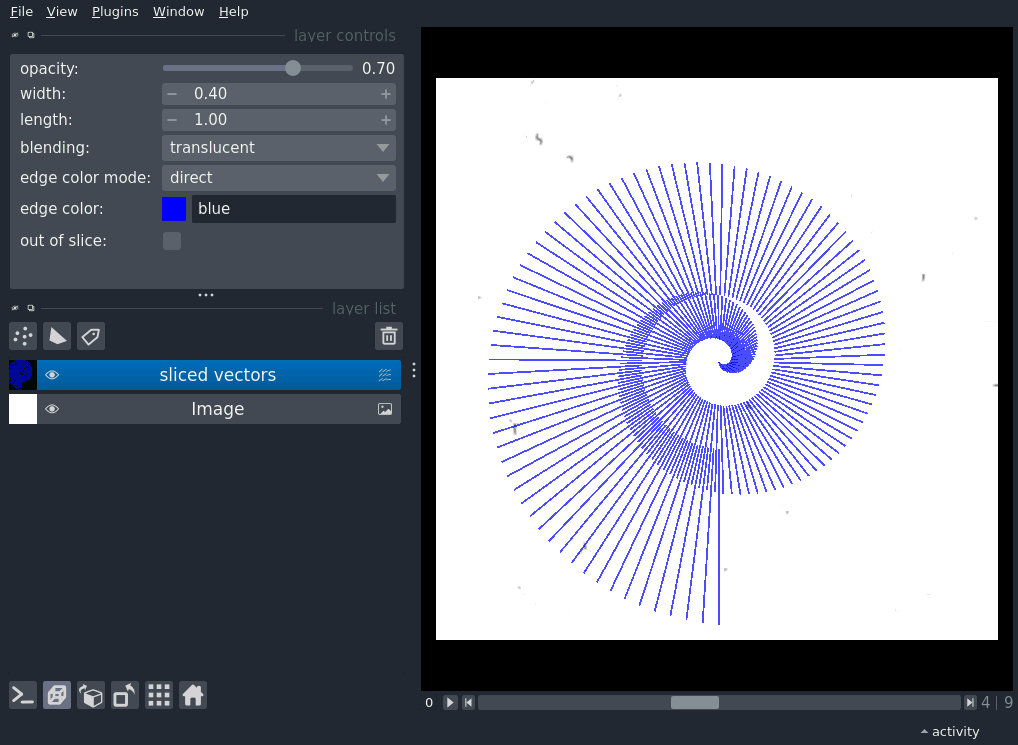 File View Plugins Window Help
layer controls
opacity: 0.70
width: − 0.40 +
length: − 1.00 +
blending: translucent
edge color mode: direct
edge color: blue
out of slice:
layer list
sliced vectors
Image
0 4 | 9
activity